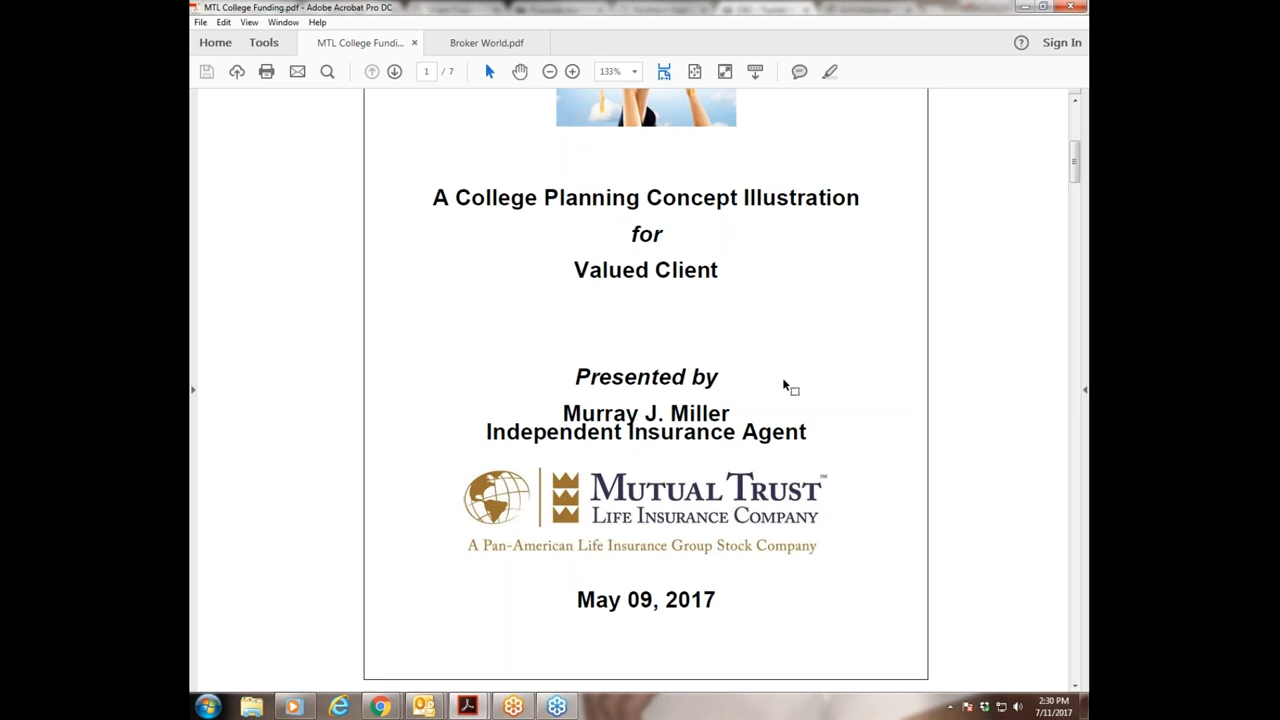 MTL College Funding.pdf - Adobe Acrobat Pro DC
File Edit View Window Help
Home Tools MTL College Fundi... × Broker World.pdf ? Sign In
1 / 7 133%
A College Planning Concept Illustration
for
Valued Client
Presented by
Murray J. Miller
Independent Insurance Agent
MUTUAL TRUST™
LIFE INSURANCE COMPANY
A Pan-American Life Insurance Group Stock Company
May 09, 2017
2:30 PM
7/11/2017